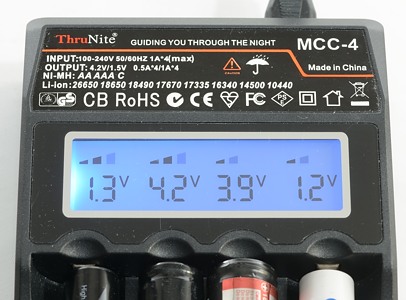 ThruNite® GUIDING YOU THROUGH THE NIGHT MCC-4
INPUT:100-240V 50/60HZ 1A*4(max)
OUTPUT:4.2V/1.5V 0.5A*4/1A*4
Ni-MH: AA AAA C
Made in China
Li-ion:26650 18650 18490 17670 17335 16340 14500 10440
CB RoHS CE
1.3V 4.2V 3.9V 1.2V